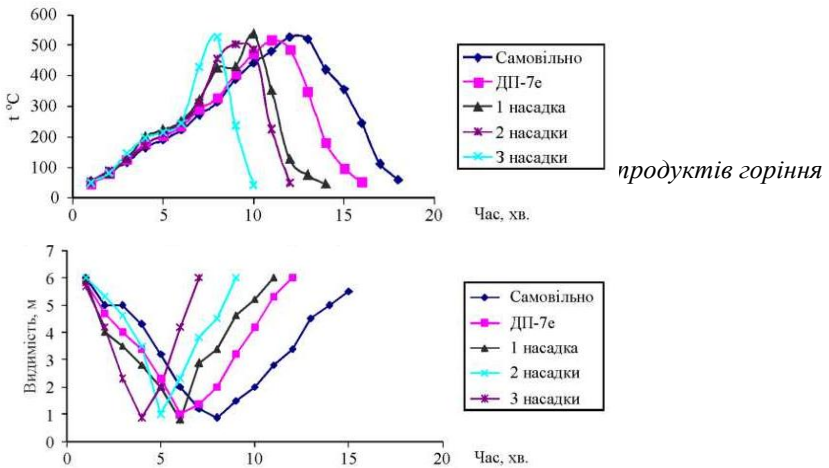 600
500
400
300
200
100
0
t °C
0
5
10
15
20
Час, хв.
Самовільно
ДП-7е
1 насадка
2 насадки
3 насадки
продуктів горіння
7
6
5
4
3
2
1
0
Видимість, м
0
5
10
15
20
Час, хв.
Самовільно
ДП-7е
1 насадка
2 насадки
3 насадки